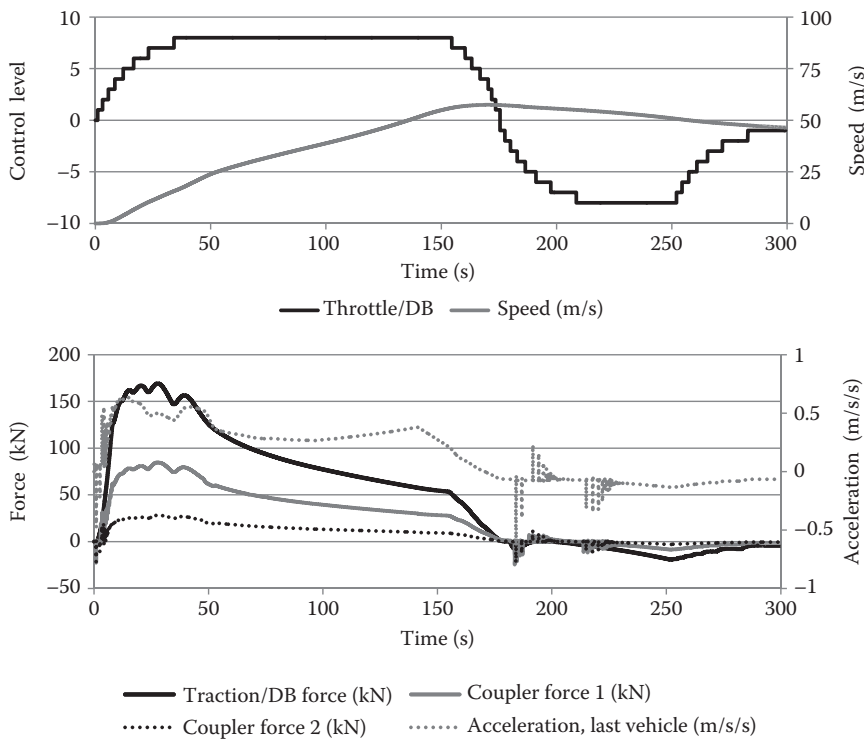 10 100
5 75
0 50
−5 25
−10 0
Control level
Speed (m/s)
0 50 100 150 200 250 300
Time (s)
Throttle/DB Speed (m/s)
200 1
150 0.5
100
0
50
0 −0.5
−50 −1
Force (kN)
Acceleration (m/s/s)
0 50 100 150 200 250 300
Time (s)
Traction/DB force (kN) Coupler force 1 (kN)
Coupler force 2 (kN) Acceleration, last vehicle (m/s/s)